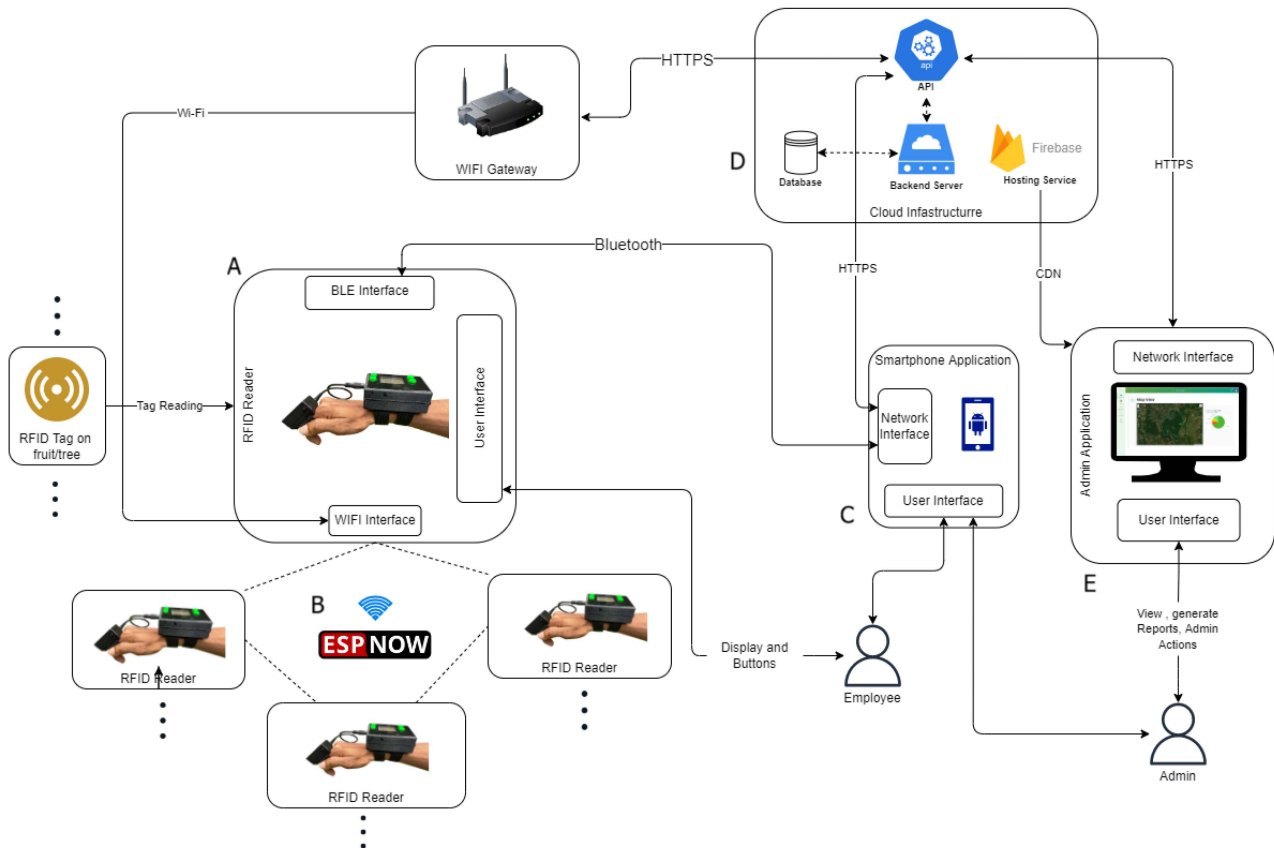 HTTPS
api
API
Wi-Fi
WIFI Gateway
D
Database
Backend Server
Firebase
Hosting Service
Cloud Infastructurre
HTTPS
Bluetooth
HTTPS
CDN
A
BLE Interface
RFID Reader
User Interface
WIFI Interface
RFID Tag on
fruit/tree
Tag Reading
Smartphone Application
Network
Interface
User Interface
C
Network Interface
Map View
Admin Application
User Interface
E
B
ESPNOW
RFID Reader
RFID Reader
RFID Reader
Display and
Buttons
Employee
View , generate
Reports, Admin
Actions
Admin